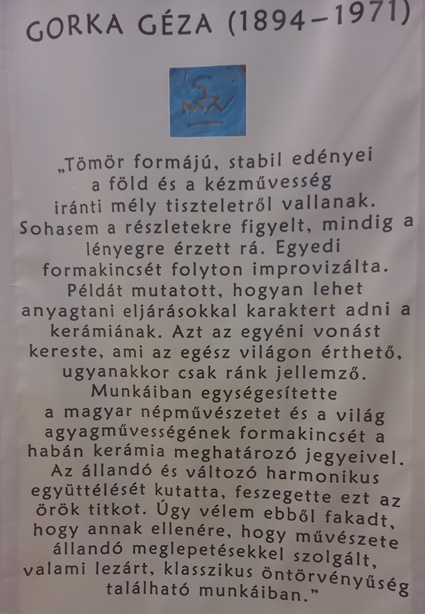 GORKA GÉZA (1894–1971)
„Tömör formájú, stabil edényei
a föld és a kézművesség
iránti mély tiszteletről vallanak.
Sohasem a részletekre figyelt, mindig a
lényegre érzett rá. Egyedi
formakincsét folyton improvizálta.
Példát mutatott, hogyan lehet
anyagtani eljárásokkal karaktert adni a
kerámiának. Azt az egyéni vonást
kereste, ami az egész világon érthető,
ugyanakkor csak ránk jellemző.
Munkáiban egységesítette
a magyar népművészetet és a világ
agyagművességének formakincsét a
habán kerámia meghatározó jegyeivel.
Az állandó és változó harmonikus
együttélését kutatta, feszegette ezt az
örök titkot. Úgy vélem ebből fakadt,
hogy annak ellenére, hogy művészete
állandó meglepetésekkel szolgált,
valami lezárt, klasszikus öntörvényűség
található munkáiban.”